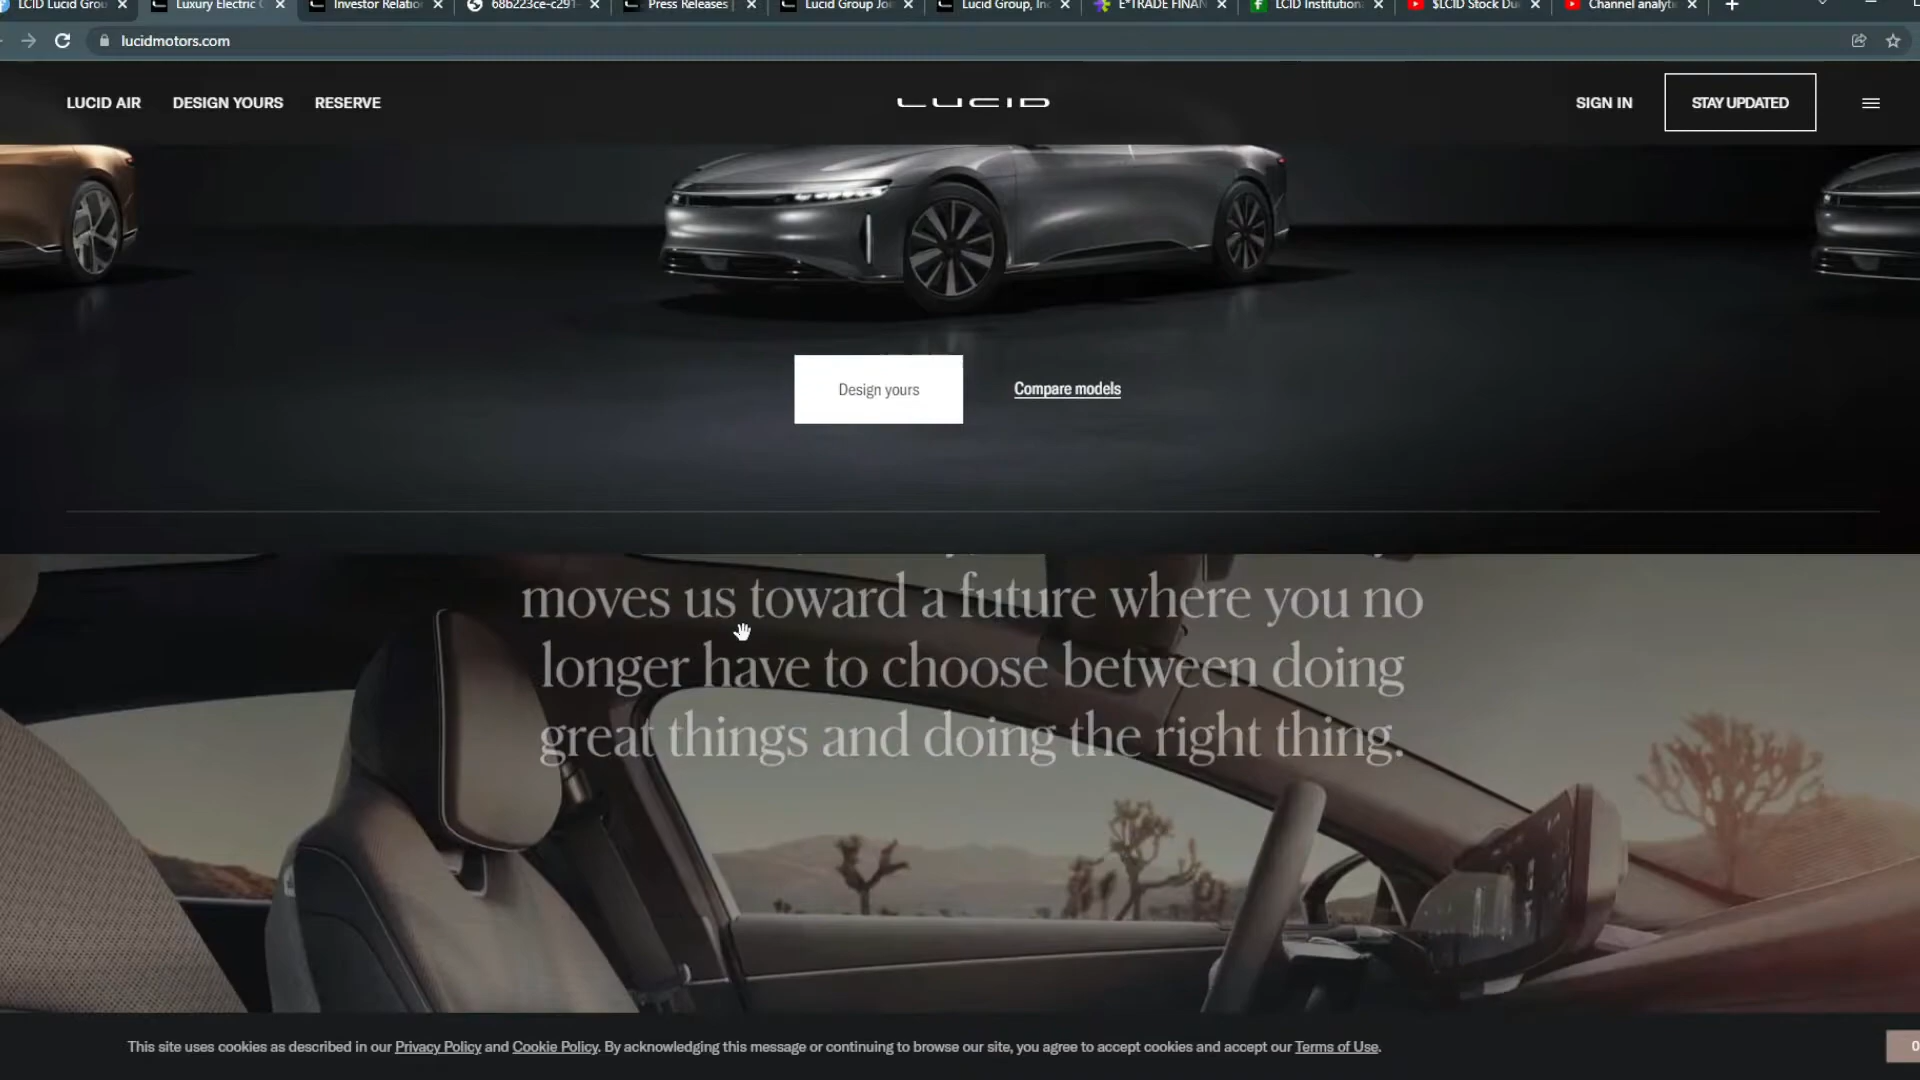 LCID Lucid Grou
Luxury Electric C
Investor Relatio
68b223ce-c291-
Press Releases |
Lucid Group Joi
Lucid Group, In
E*TRADE FINAN
LCID Institution
$LCID Stock Du
Channel analyti
lucidmotors.com
LUCID AIR
DESIGN YOURS
RESERVE
LUCID
SIGN IN
STAY UPDATED
Design yours
Compare models
moves us toward a future where you no
longer have to choose between doing
great things and doing the right thing.
This site uses cookies as described in our Privacy Policy and Cookie Policy. By acknowledging this message or continuing to browse our site, you agree to accept cookies and accept our Terms of Use.